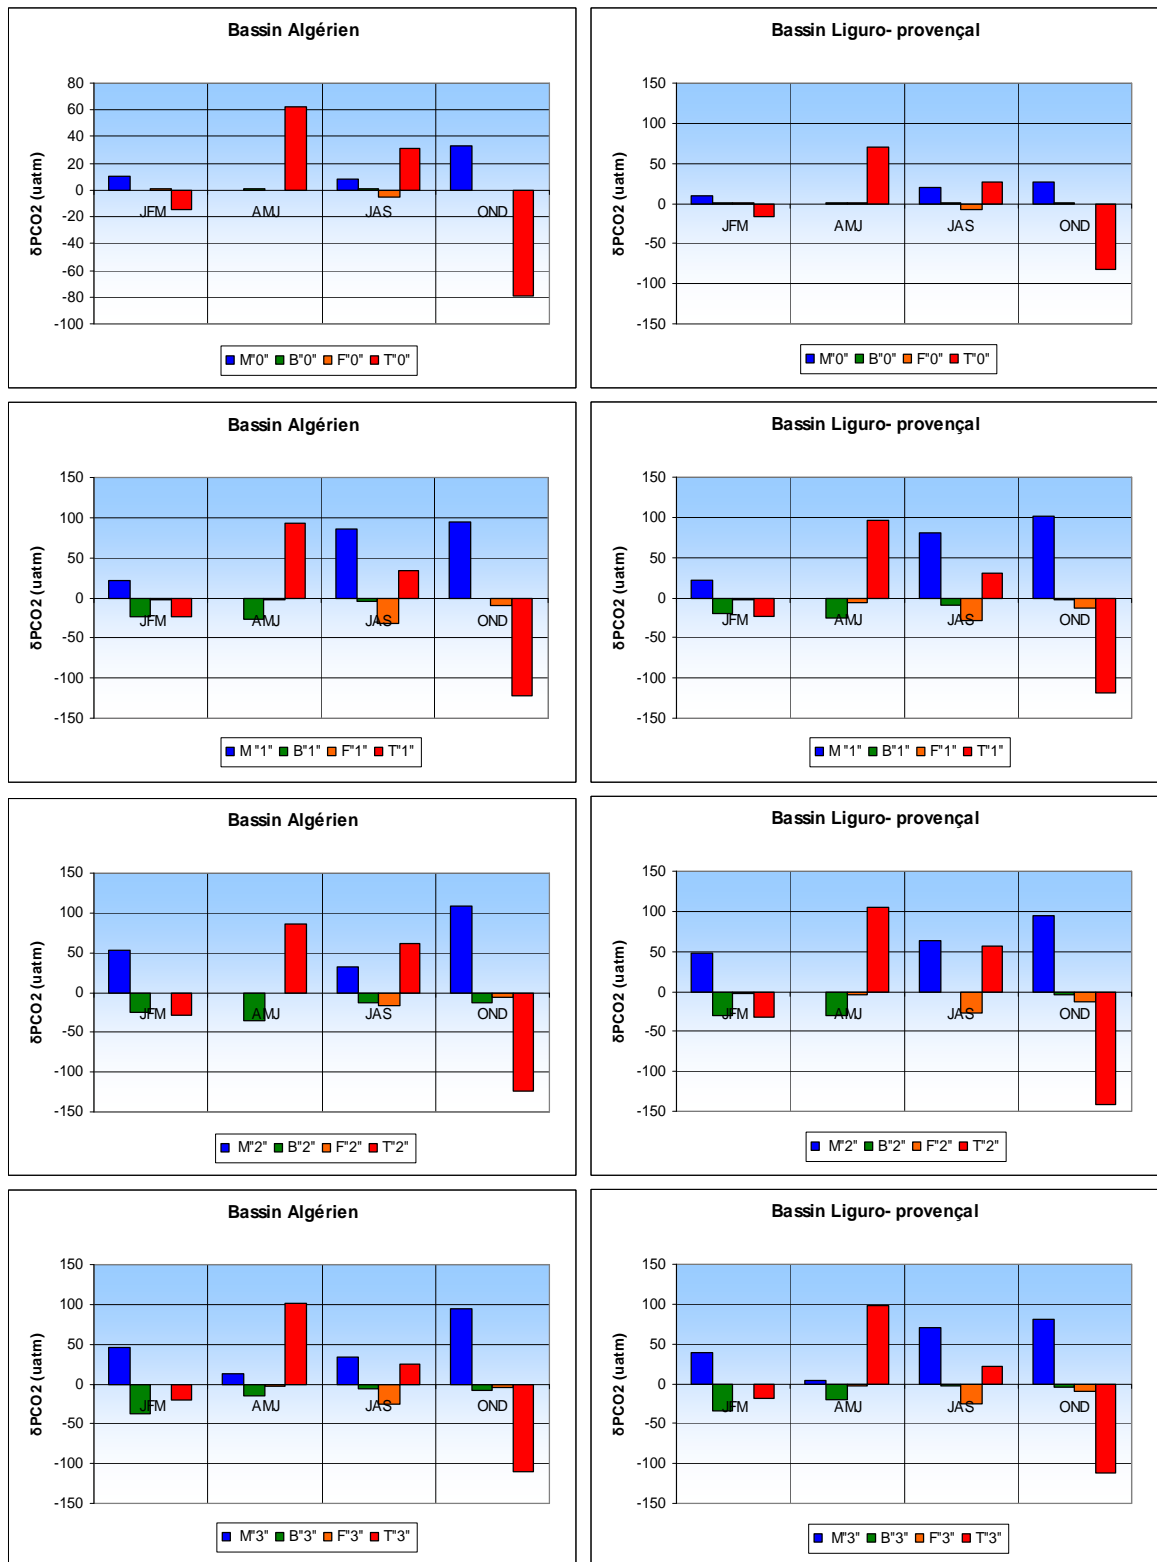 Bassin Algérien
80
60
40
20
0
-20
-40
-60
-80
-100
δPCO2 (uatm)
JFM AMJ JAS OND
M"0" B"0" F"0" T"0"
Bassin Liguro- provençal
150
100
50
0
-50
-100
-150
δPCO2 (uatm)
JFM AMJ JAS OND
M"0" B"0" F"0" T"0"
Bassin Algérien
150
100
50
0
-50
-100
-150
δPCO2 (uatm)
JFM AMJ JAS OND
M "1" B"1" F"1" T"1"
Bassin Liguro- provençal
150
100
50
0
-50
-100
-150
δPCO2 (uatm)
JFM AMJ JAS OND
M "1" B"1" F"1" T"1"
Bassin Algérien
150
100
50
0
-50
-100
-150
δPCO2 (uatm)
JFM AMJ JAS OND
M"2" B"2" F"2" T"2"
Bassin Liguro- provençal
150
100
50
0
-50
-100
-150
δPCO2 (uatm)
JFM AMJ JAS OND
M"2" B"2" F"2" T"2"
Bassin Algérien
150
100
50
0
-50
-100
-150
δPCO2 (uatm)
JFM AMJ JAS OND
M"3" B"3" F"3" T"3"
Bassin Liguro- provençal
150
100
50
0
-50
-100
-150
δPCO2 (uatm)
JFM AMJ JAS OND
M"3" B"3" F"3" T"3"